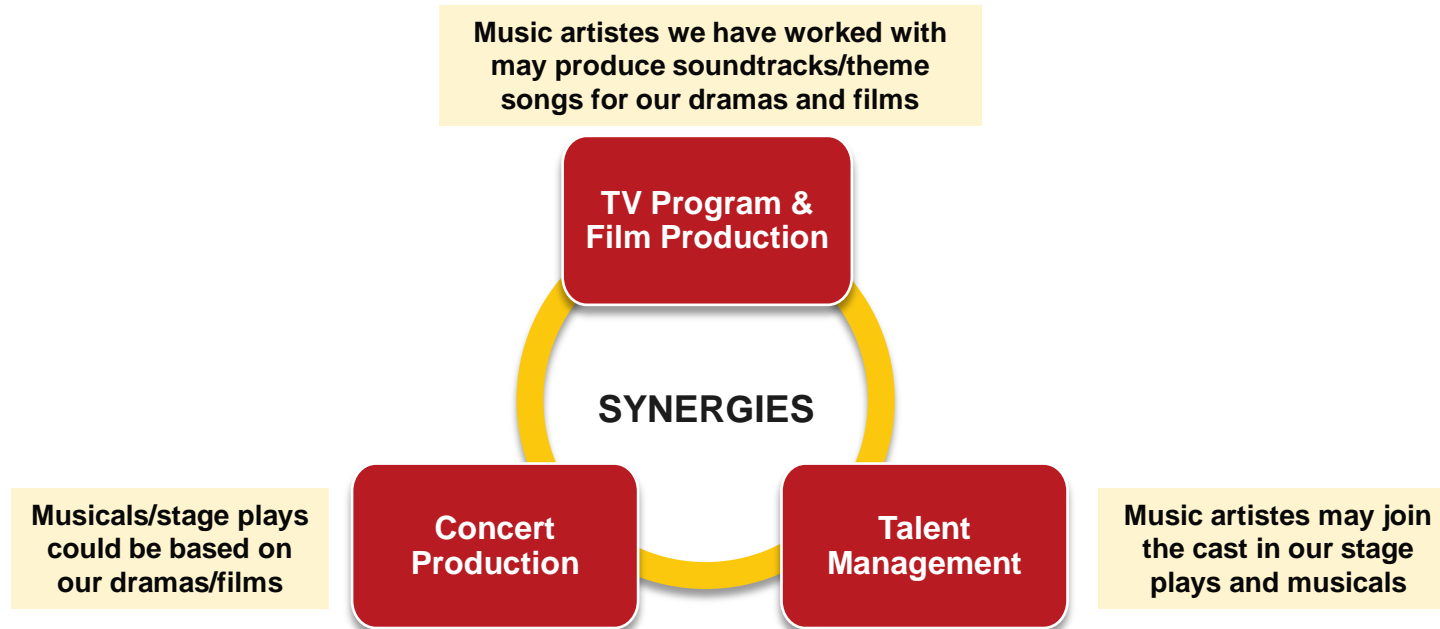 Music artistes we have worked with
may produce soundtracks/theme
songs for our dramas and films
TV Program &
Film Production
SYNERGIES
Musicals/stage plays
could be based on
our dramas/films
Concert
Production
Talent
Management
Music artistes may join
the cast in our stage
plays and musicals